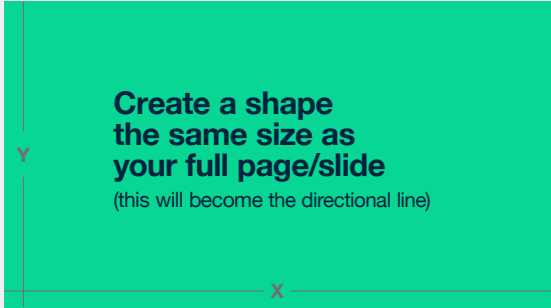 Create a shape
the same size as
your full page/slide
(this will become the directional line)
Y
X